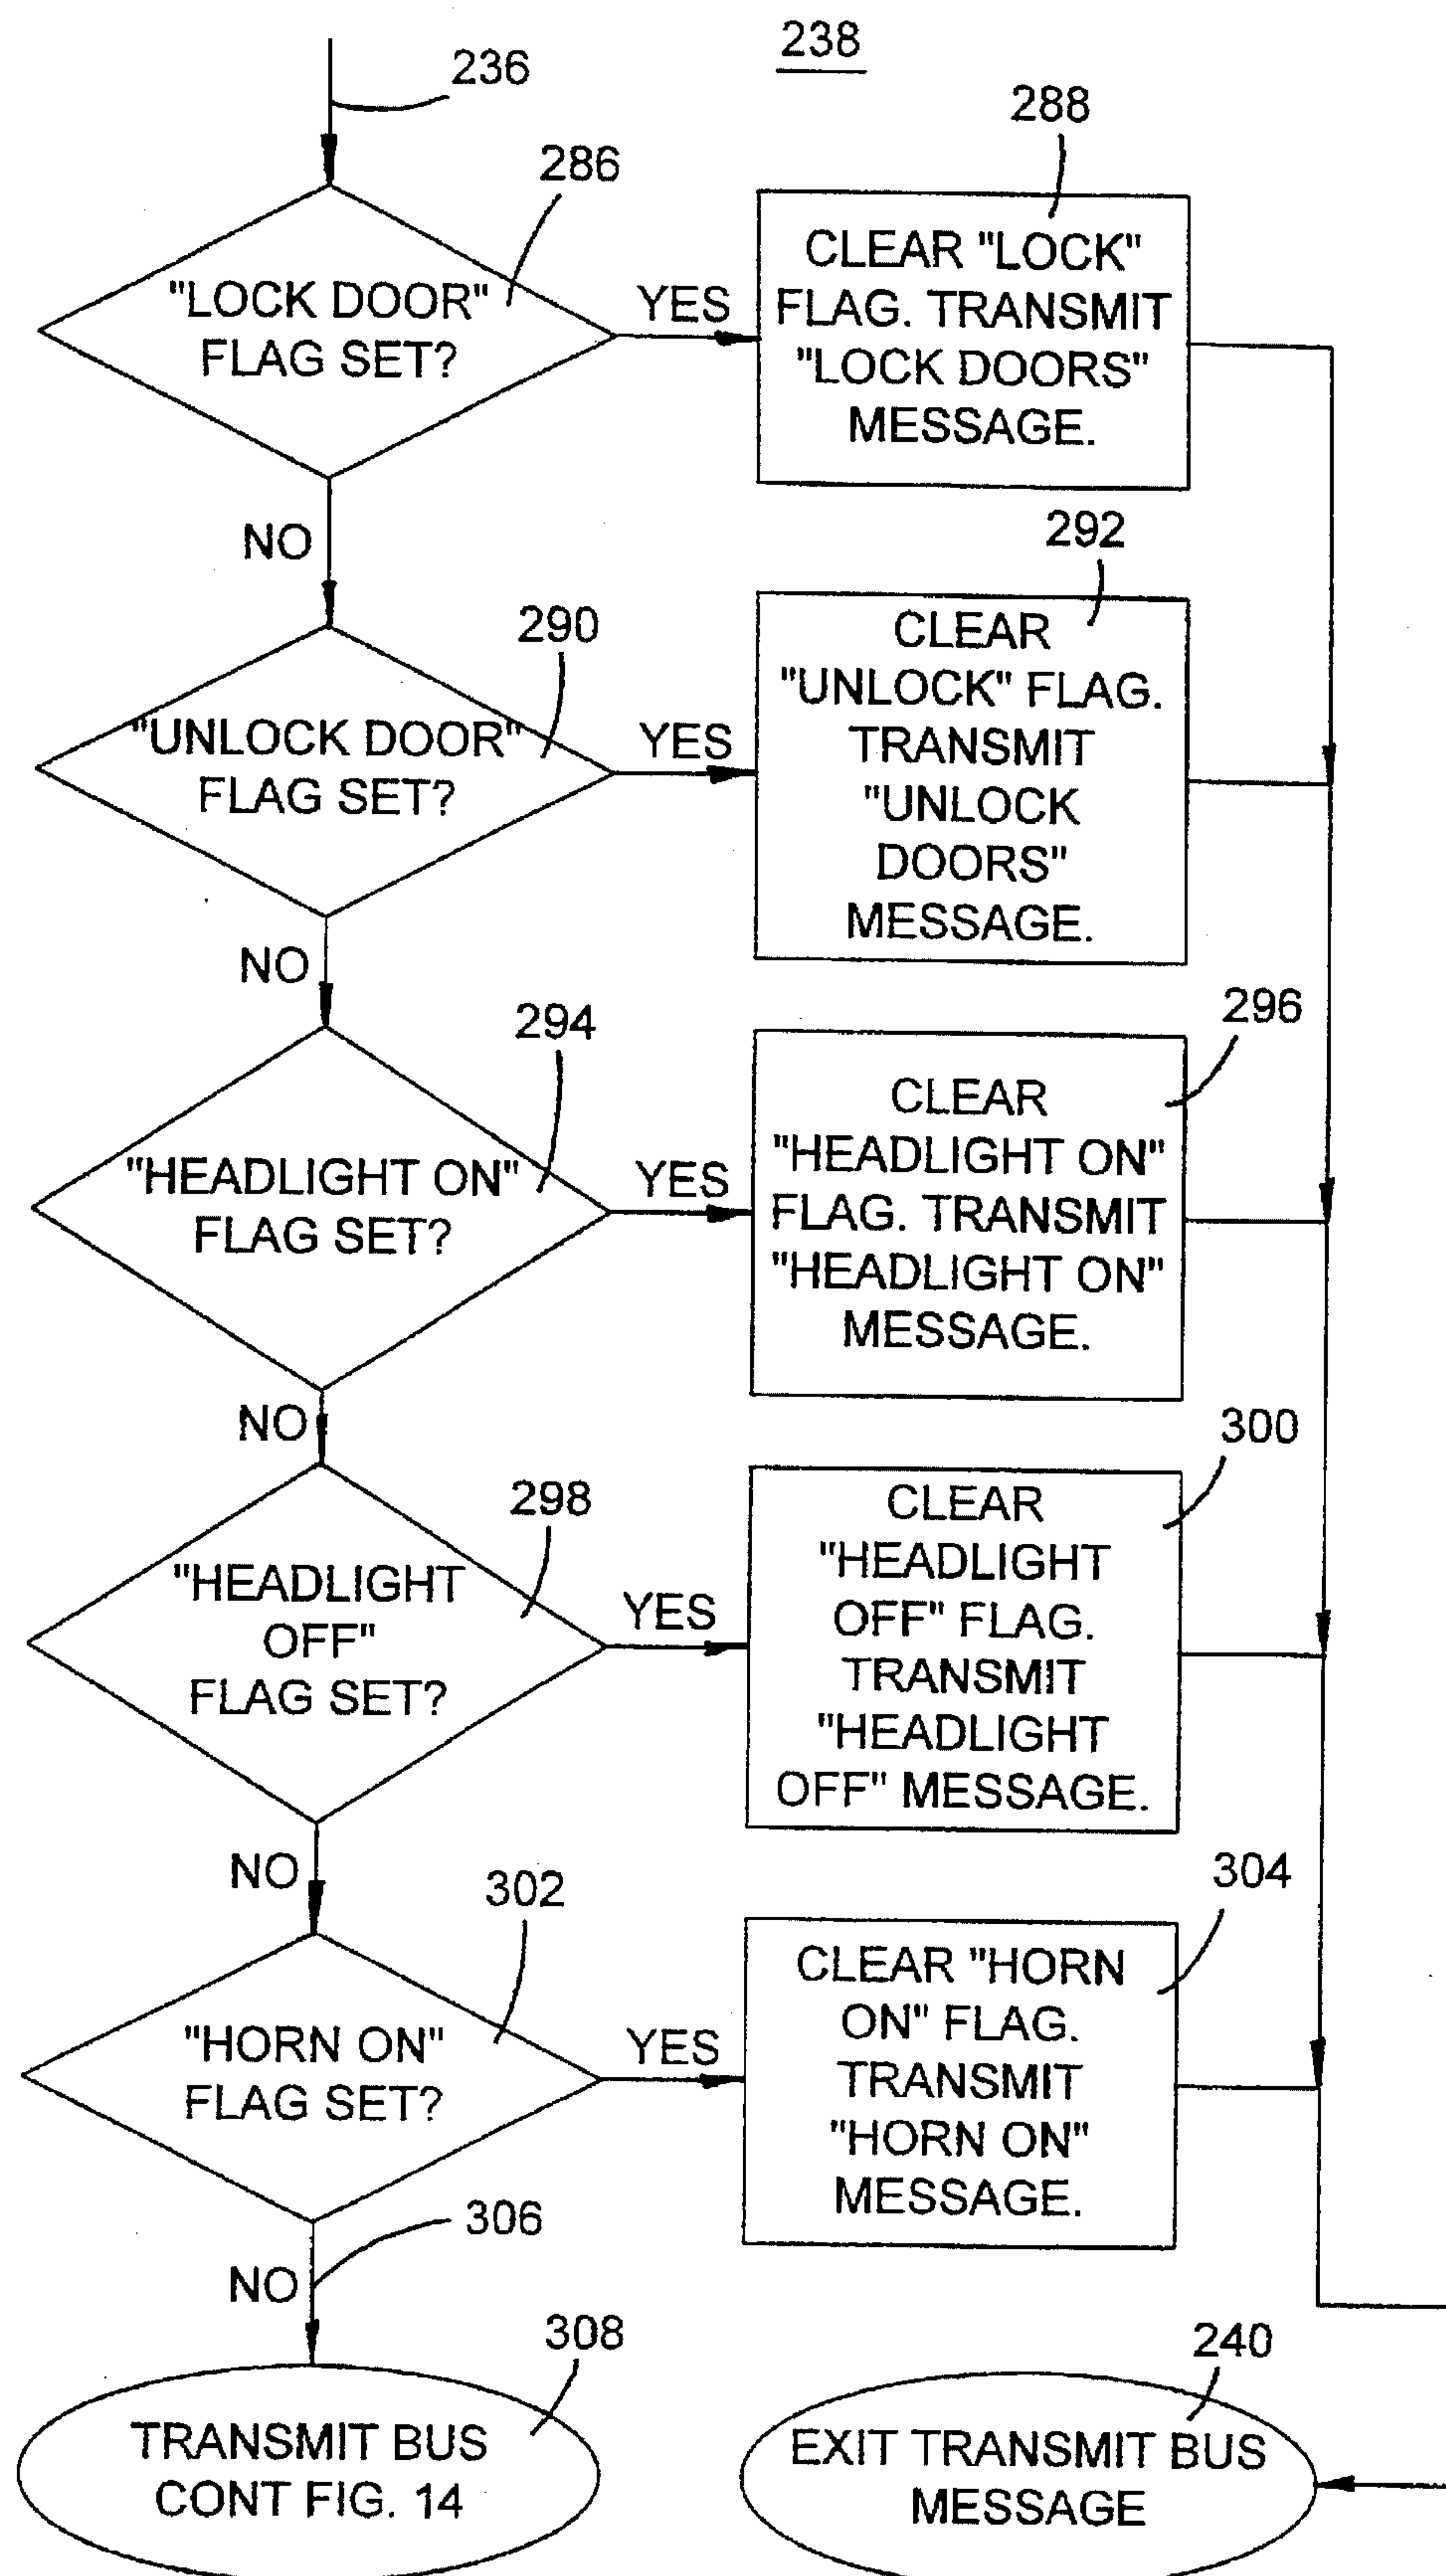 238
236
286
"LOCK DOOR"
FLAG SET?
YES
288
CLEAR "LOCK"
FLAG. TRANSMIT
"LOCK DOORS"
MESSAGE.
NO
290
"UNLOCK DOOR"
FLAG SET?
YES
292
CLEAR
"UNLOCK" FLAG.
TRANSMIT
"UNLOCK
DOORS"
MESSAGE.
NO
294
"HEADLIGHT ON"
FLAG SET?
YES
296
CLEAR
"HEADLIGHT ON"
FLAG. TRANSMIT
"HEADLIGHT ON"
MESSAGE.
NO
298
"HEADLIGHT
OFF"
FLAG SET?
YES
300
CLEAR
"HEADLIGHT
OFF" FLAG.
TRANSMIT
"HEADLIGHT
OFF" MESSAGE.
NO
302
"HORN ON"
FLAG SET?
YES
304
CLEAR "HORN
ON" FLAG.
TRANSMIT
"HORN ON"
MESSAGE.
306
NO
308
TRANSMIT BUS
CONT FIG. 14
240
EXIT TRANSMIT BUS
MESSAGE